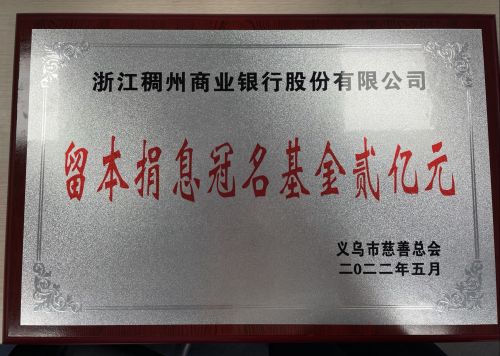 浙江稠州商业银行股份有限公司
留本捐息冠名基金贰亿元
义乌市慈善总会
二〇二二年五月